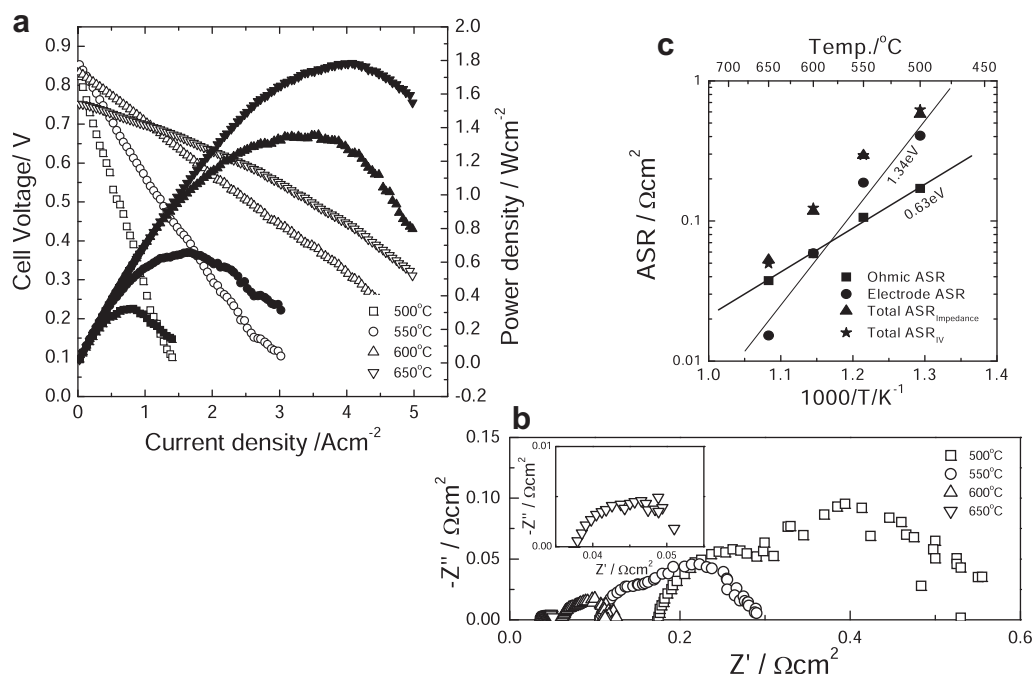 a
Cell Voltage/ V
0.9
0.8
0.7
0.6
0.5
0.4
0.3
0.2
0.1
0.0
0
1
2
3
4
5
Current density /Acm-2
2.0
1.8
1.6
1.4
1.2
1.0
0.8
0.6
0.4
0.2
0.0
-0.2
Power density / Wcm-2
500°C
550°C
600°C
650°C
c
Temp./°C
700 650 600 550 500 450
ASR / Ωcm2
1
0.1
0.01
1.34eV
0.63eV
Ohmic ASR
Electrode ASR
Total ASRImpedance
Total ASRIV
1.0 1.1 1.2 1.3 1.4
1000/T/K-1
b
-Z'' / Ωcm2
0.15
0.10
0.05
0.00
0.01
0.00
-Z'' / Ωcm2
0.04 0.05
Z' / Ωcm2
500°C
550°C
600°C
650°C
0.0 0.2 0.4 0.6
Z' / Ωcm2